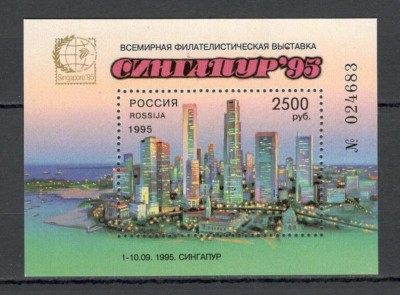 ВСЕМИРНАЯ ФИЛАТЕЛИСТИЧЕСКАЯ ВЫСТАВКА
Singapore'95
СИНГАПУР'95
РОССИЯ
ROSSIJA
1995
2500
руб.
№ 024683
1-10.09. 1995. СИНГАПУР